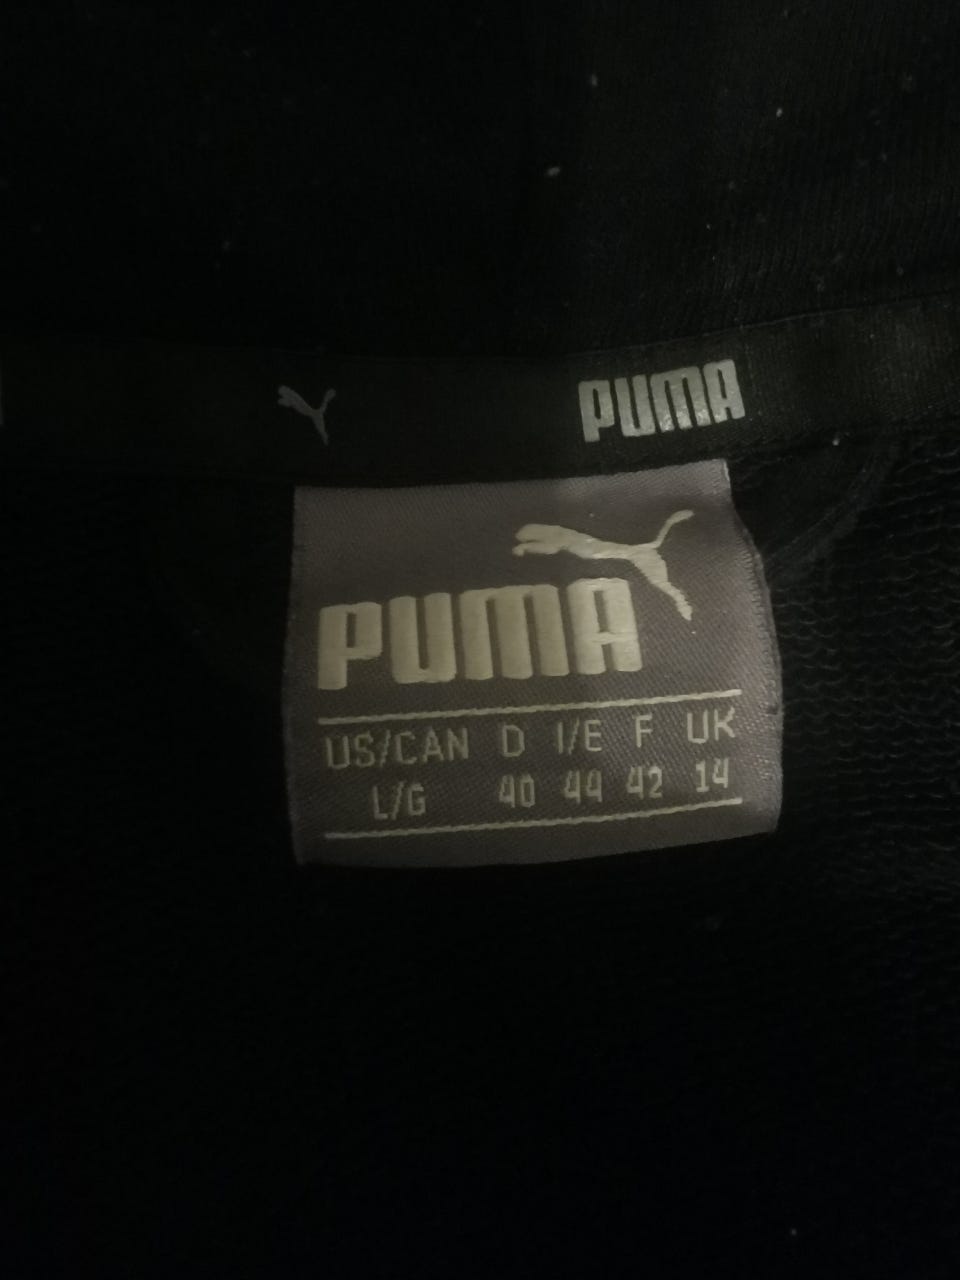 PUMA
PUMA
US/CAN D I/E F UK
L/G 40 44 42 14